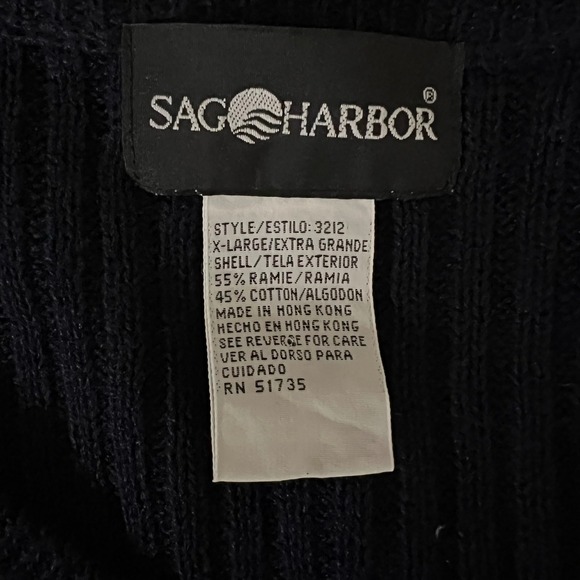 SAG HARBOR®
STYLE/ESTILO: 3212
X-LARGE/EXTRA GRANDE
SHELL/TELA EXTERIOR
55% RAMIE/RAMIA
45% COTTON/ALGODON
MADE IN HONG KONG
HECHO EN HONG KONG
SEE REVERSE FOR CARE
VER AL DORSO PARA
CUIDADO
RN 51735